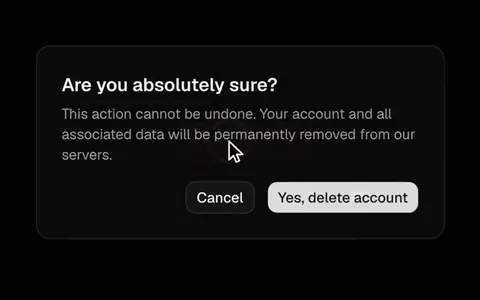 Are you absolutely sure?
This action cannot be undone. Your account and all
associated data will be permanently removed from our
servers.
Cancel
Yes, delete account